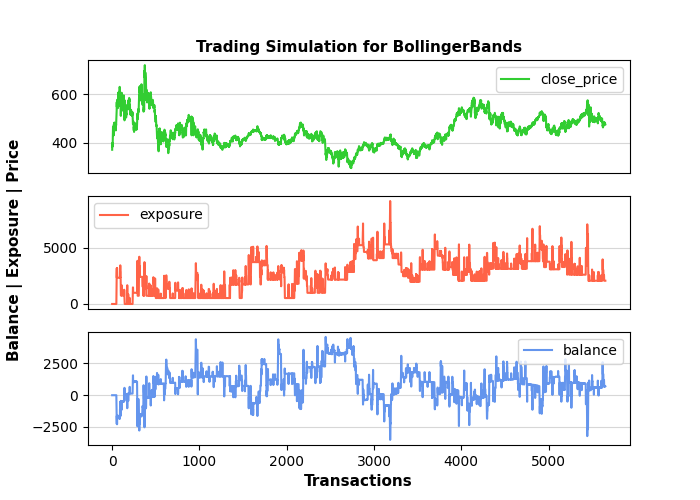 Trading Simulation for BollingerBands
Balance | Exposure | Price
600
400
close_price
5000
0
exposure
2500
0
−2500
balance
0
1000
2000
3000
4000
5000
Transactions